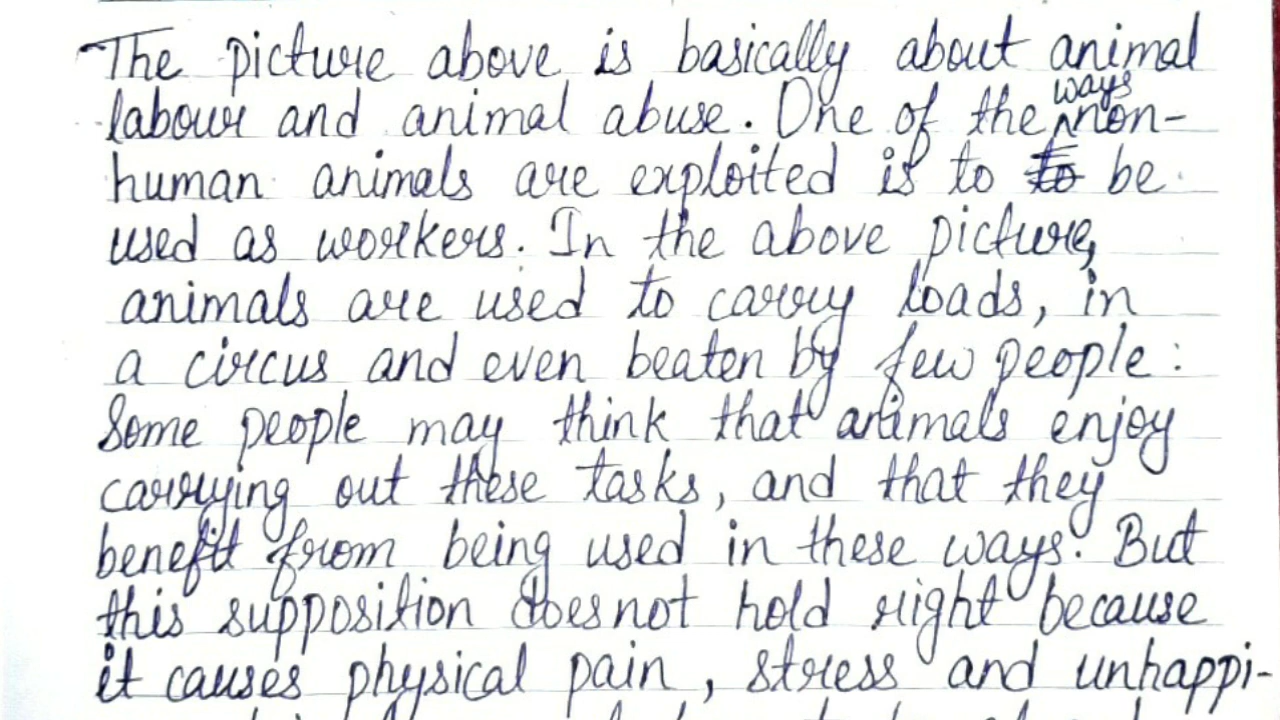 The picture above is basically about animal
labour and animal abuse. One of the ways non-
human animals are exploited is to to be
used as workers. In the above picture,
animals are used to carry loads, in
a circus and even beaten by few people.
Some people may think that animals enjoy
carrying out these tasks, and that they
benefit from being used in these ways. But
this supposition does not hold right because
it causes physical pain, stress and unhappi-